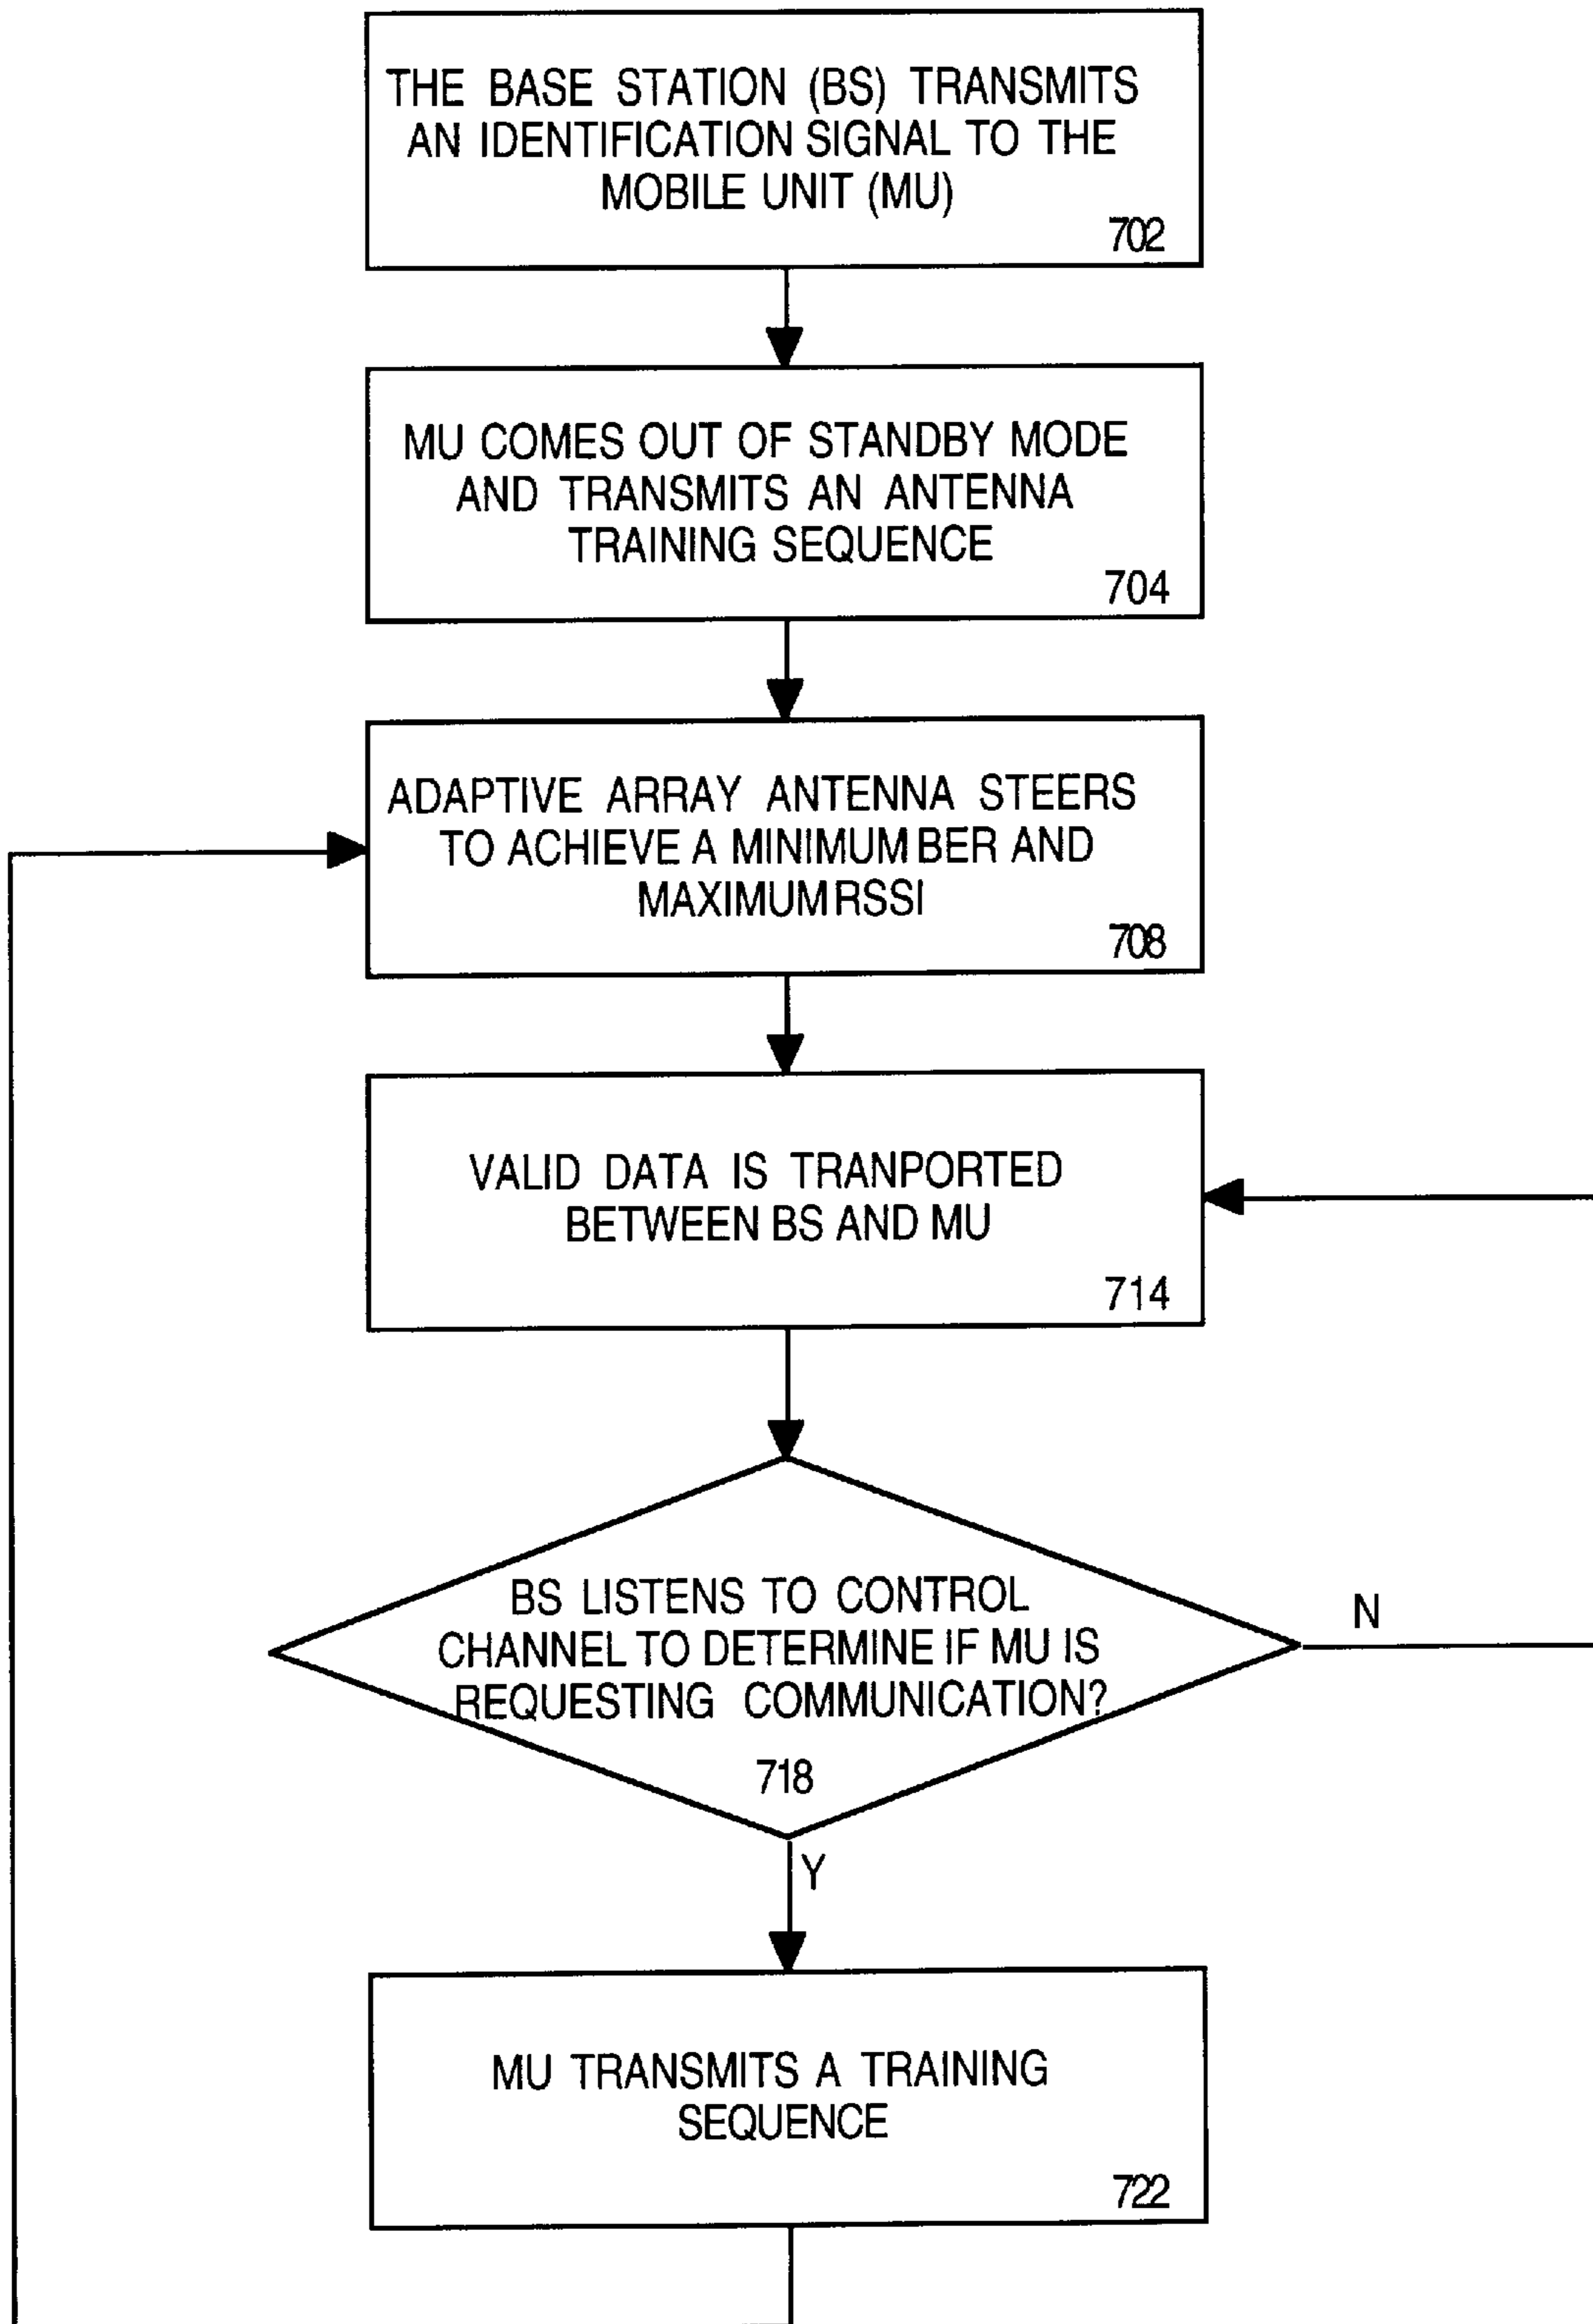 THE BASE STATION (BS) TRANSMITS
AN IDENTIFICATION SIGNAL TO THE
MOBILE UNIT (MU)
702
MU COMES OUT OF STANDBY MODE
AND TRANSMITS AN ANTENNA
TRAINING SEQUENCE
704
ADAPTIVE ARRAY ANTENNA STEERS
TO ACHIEVE A MINIMUM BER AND
MAXIMUM RSSI
708
VALID DATA IS TRANPORTED
BETWEEN BS AND MU
714
BS LISTENS TO CONTROL
CHANNEL TO DETERMINE IF MU IS
REQUESTING COMMUNICATION?
718
N
Y
MU TRANSMITS A TRAINING
SEQUENCE
722